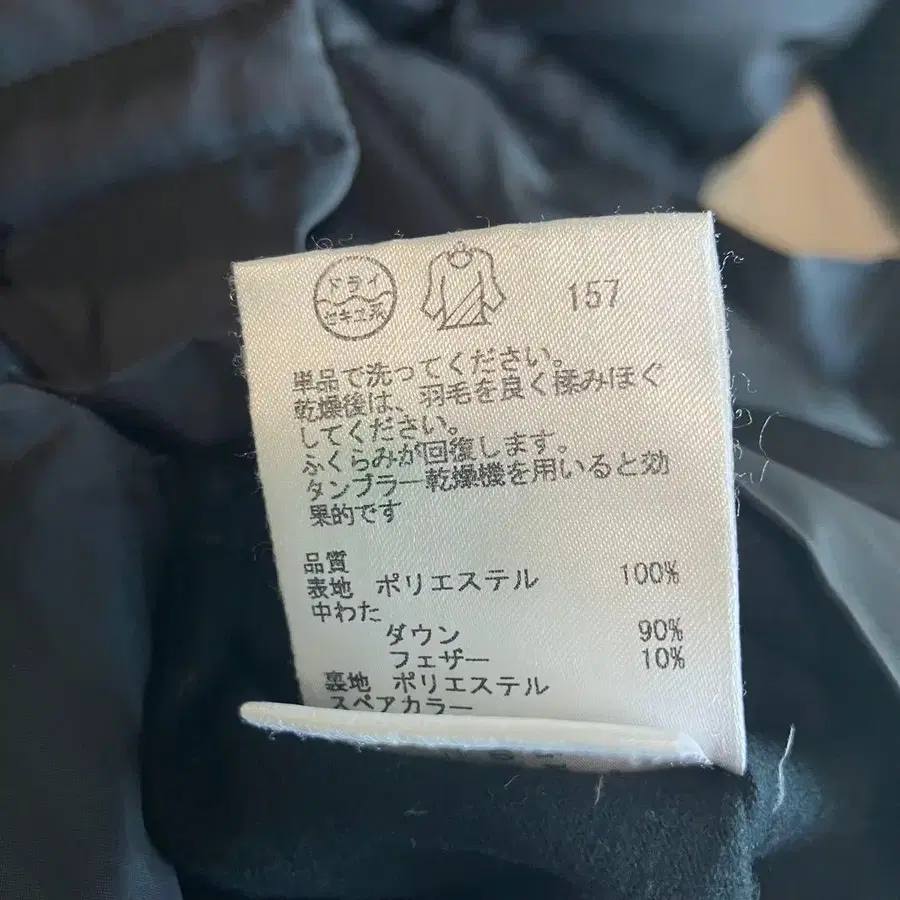 ドライ
セキユ系
157
単品で洗ってください。
乾燥後は、羽毛を良く揉みほぐ
してください。
ふくらみが回復します。
タンブラー乾燥機を用いると効
果的です
品質
表地 ポリエステル 100%
中わた
ダウン 90%
フェザー 10%
裏地 ポリエステル
スペアカラー